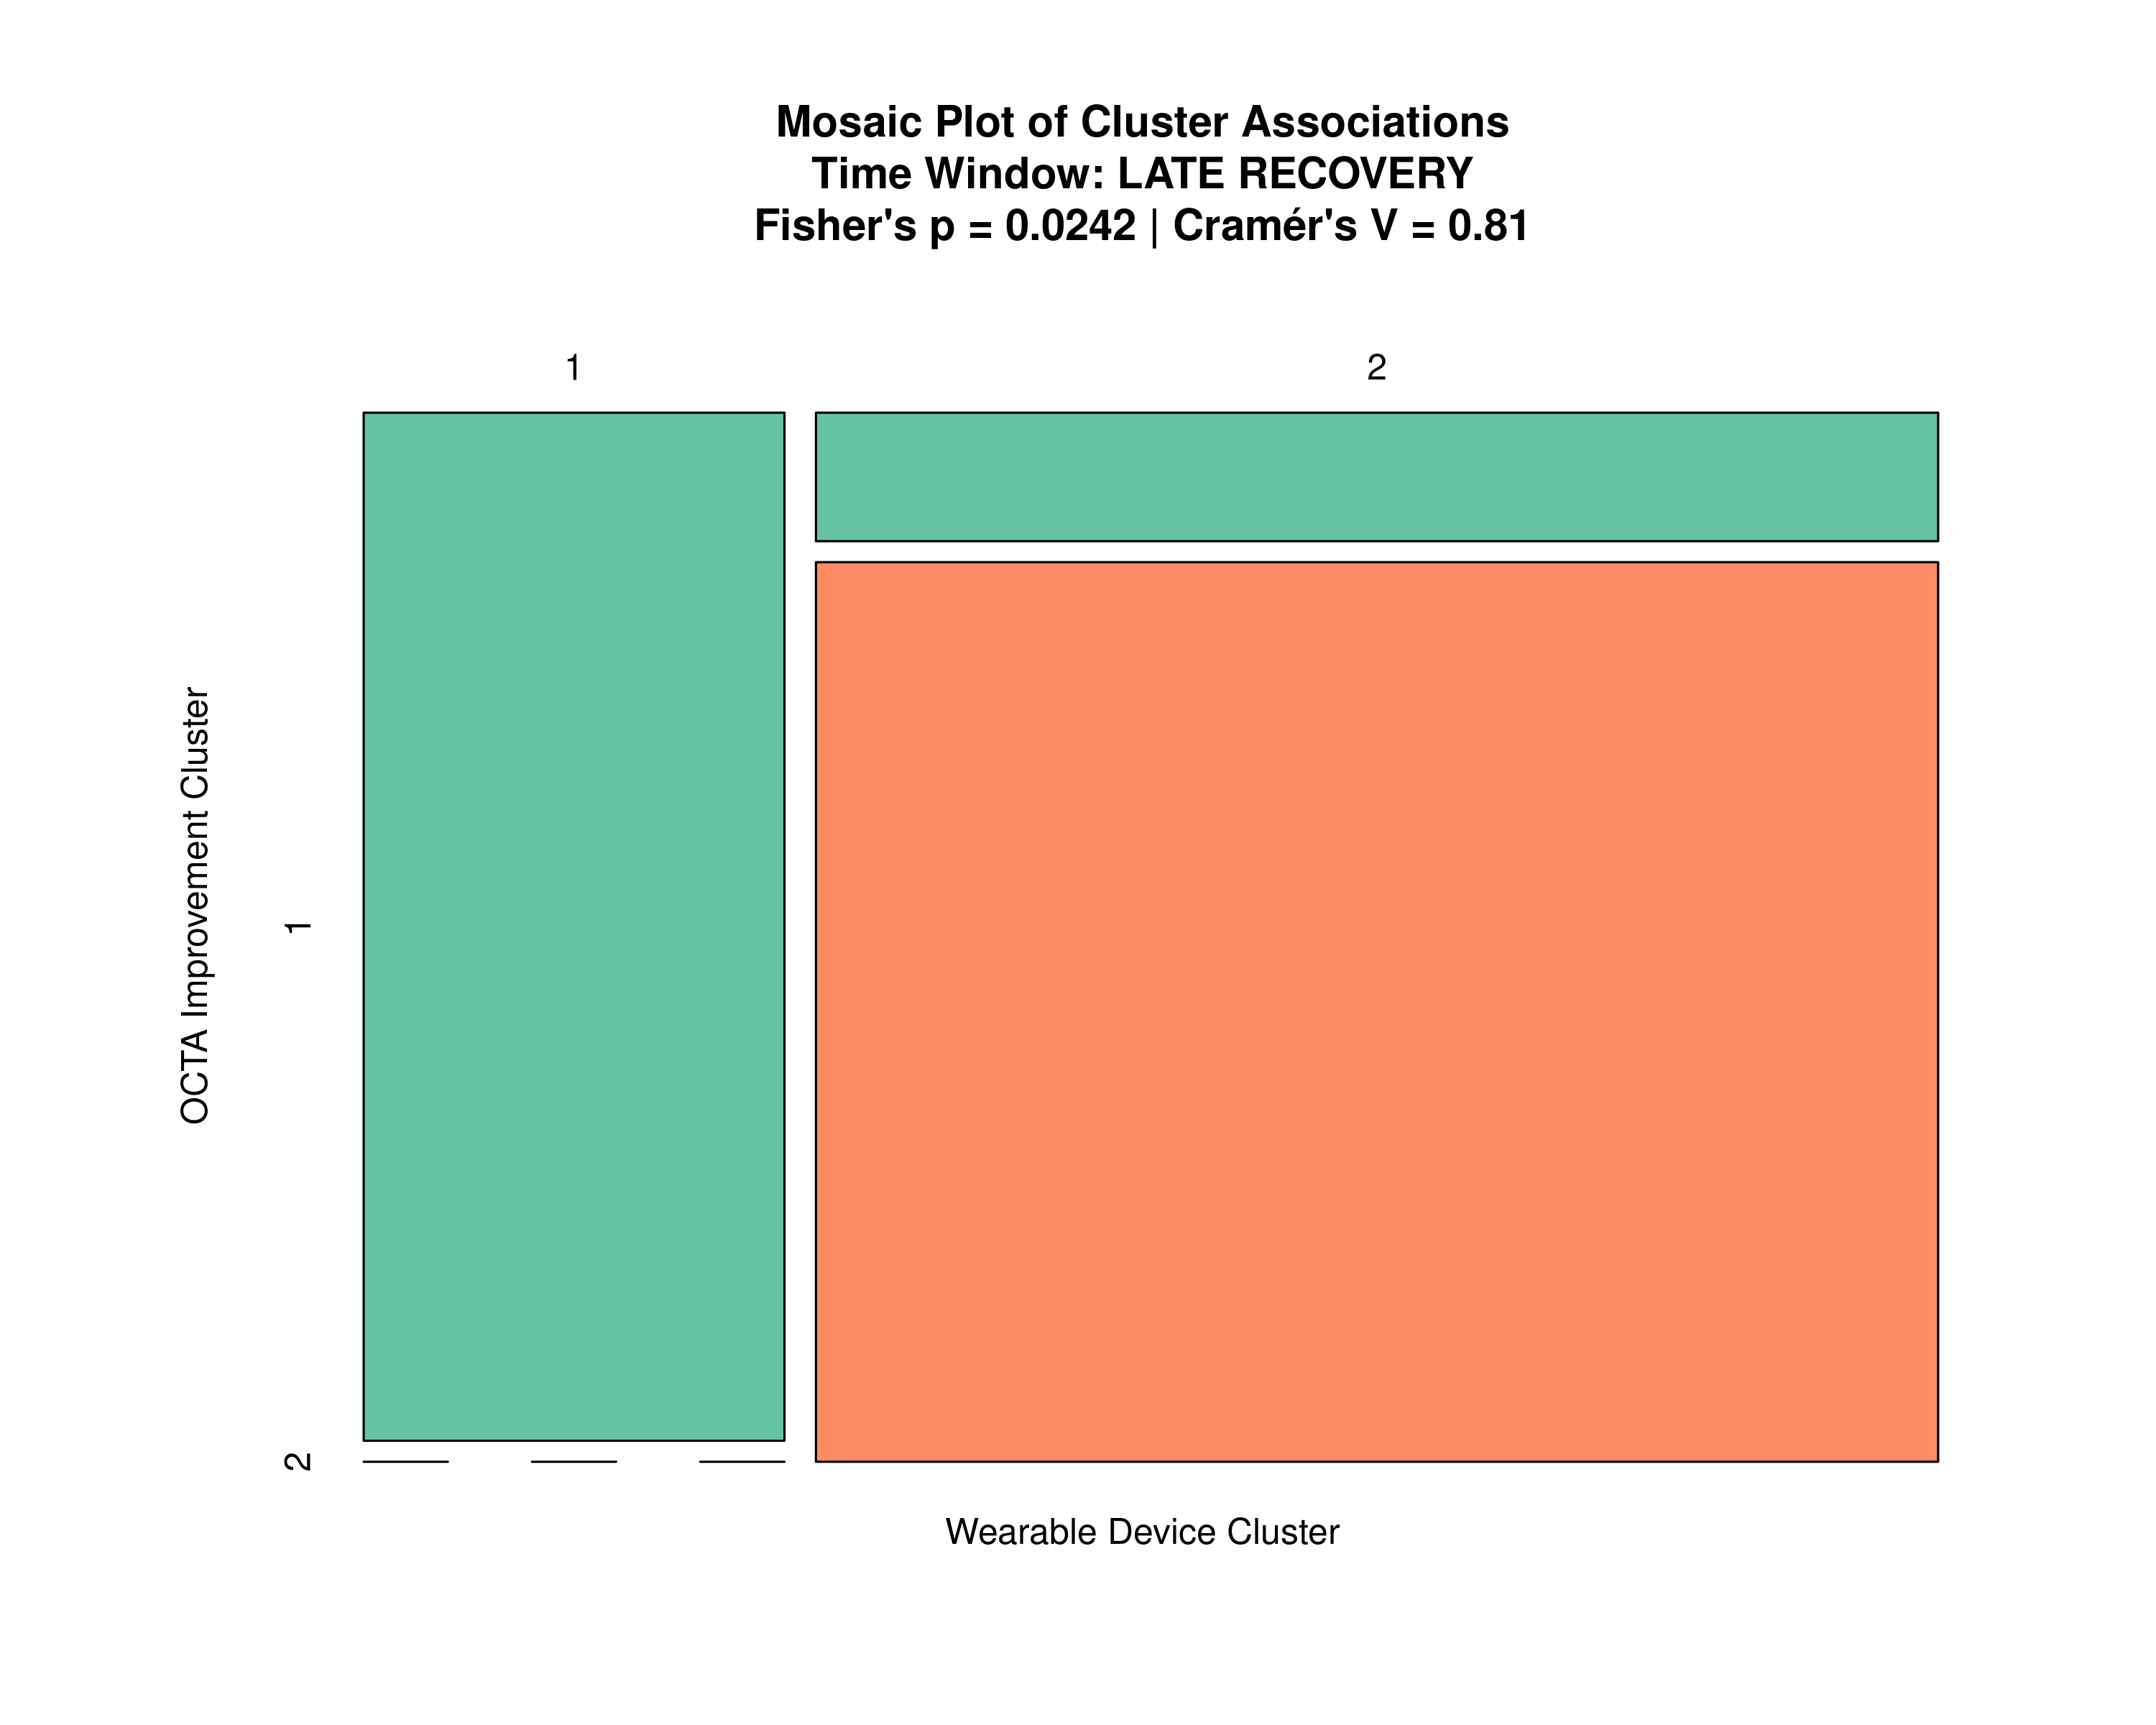 Mosaic Plot of Cluster Associations
Time Window: LATE RECOVERY
Fisher's p = 0.0242 | Cramér's V = 0.81
1
2
OCTA Improvement Cluster
1
2
Wearable Device Cluster